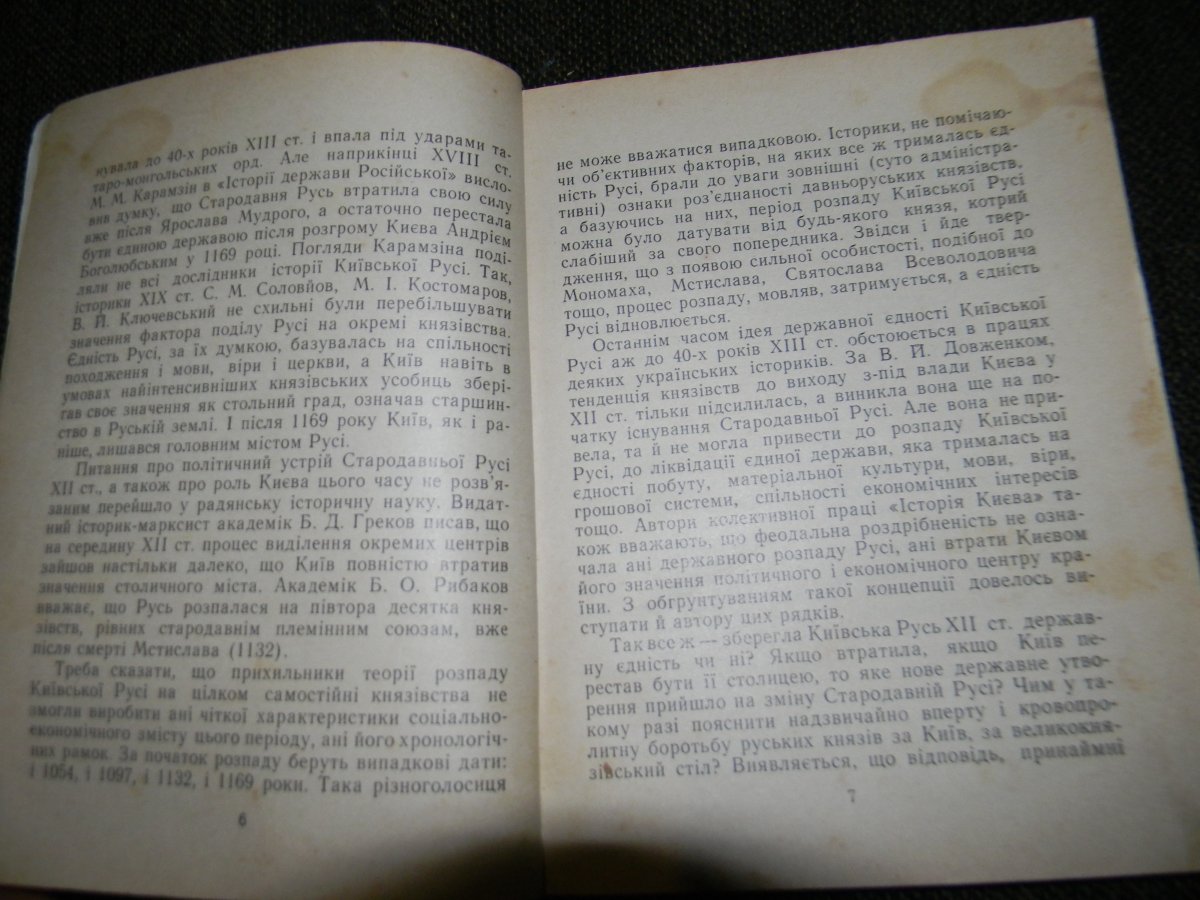 нувала до 40-х років XIII ст. і впала під ударами та-
таро-монгольських орд. Але наприкінці XVIII ст.
М. М. Карамзін в «Історії держави Російської» висло-
вив думку, що Стародавня Русь втратила свою силу
вже після Ярослава Мудрого, а остаточно перестала
бути єдиною державою після розгрому Києва Андрієм
Боголюбським у 1169 році. Погляди Карамзіна поді-
ляли не всі дослідники історії Київської Русі. Так,
історики XIX ст. С. М. Соловйов, М. І. Костомаров,
В. Й. Ключевський не схильні були перебільшувати
значення фактора поділу Русі на окремі князівства.
Єдність Русі, за їх думкою, базувалась на спільності
походження і мови, віри і церкви, а Київ навіть в
умовах найінтенсивніших князівських усобиць збері-
гав своє значення як стольний град, означав старшин-
ство в Руській землі. І після 1169 року Київ, як і ра-
ніше, лишався головним містом Русі.
Питання про політичний устрій Стародавньої Русі
XII ст., а також про роль Києва цього часу не розв'я-
заним перейшло у радянську історичну науку. Видат-
ний історик-марксист академік Б. Д. Греков писав, що
на середину XII ст. процес виділення окремих центрів
зайшов настільки далеко, що Київ повністю втратив
значення столичного міста. Академік Б. О. Рибаков
вважає, що Русь розпалася на півтора десятка кня-
зівств, рівних стародавнім племінним союзам, вже
після смерті Мстислава (1132).
Треба сказати, що прихильники теорії розпаду
Київської Русі на цілком самостійні князівства не
змогли виробити ані чіткої характеристики соціально-
економічного змісту цього періоду, ані його хронологіч-
них рамок. За початок розпаду беруть випадкові дати:
і 1054, і 1097, і 1132, і 1169 роки. Така різноголосиця
6
не може вважатися випадковою. Історики, не помічаю-
чи об'єктивних факторів, на яких все ж трималась єд-
ність Русі, брали до уваги зовнішні (суто адміністра-
тивні) ознаки роз'єднаності давньоруських князівств,
а базуючись на них, період розпаду Київської Русі
можна було датувати від будь-якого князя, котрий
слабіший за свого попередника. Звідси і йде твер-
дження, що з появою сильної особистості, подібної до
Мономаха, Мстислава, Святослава Всеволодовича
тощо, процес розпаду, мовляв, затримується, а єдність
Русі відновлюється.
Останнім часом ідея державної єдності Київської
Русі аж до 40-х років XIII ст. обстоюється в працях
деяких українських істориків. За В. Й. Довженком,
тенденція князівств до виходу з-під влади Києва у
XII ст. тільки підсилилась, а виникла вона ще на по-
чатку існування Стародавньої Русі. Але вона не при-
вела, та й не могла привести до розпаду Київської
Русі, до ліквідації єдиної держави, яка трималась на
єдності побуту, матеріальної культури, мови, віри,
грошової системи, спільності економічних інтересів
тощо. Автори колективної праці «Історія Києва» та-
кож вважають, що феодальна роздрібненість не озна-
чала ані державного розпаду Русі, ані втрати Києвом
його значення політичного і економічного центру кра-
їни. З обгрунтуванням такої концепції довелось ви-
ступати й автору цих рядків.
Так все ж — зберегла Київська Русь XII ст. держав-
ну єдність чи ні? Якщо втратила, якщо Київ пе-
рестав бути її столицею, то яке нове державне утво-
рення прийшло на зміну Стародавній Русі? Чим у та-
кому разі пояснити надзвичайно вперту і кровопро-
литну боротьбу руських князів за Київ, за великокня-
зівський стіл? Виявляється, що відповідь, принаймні
7